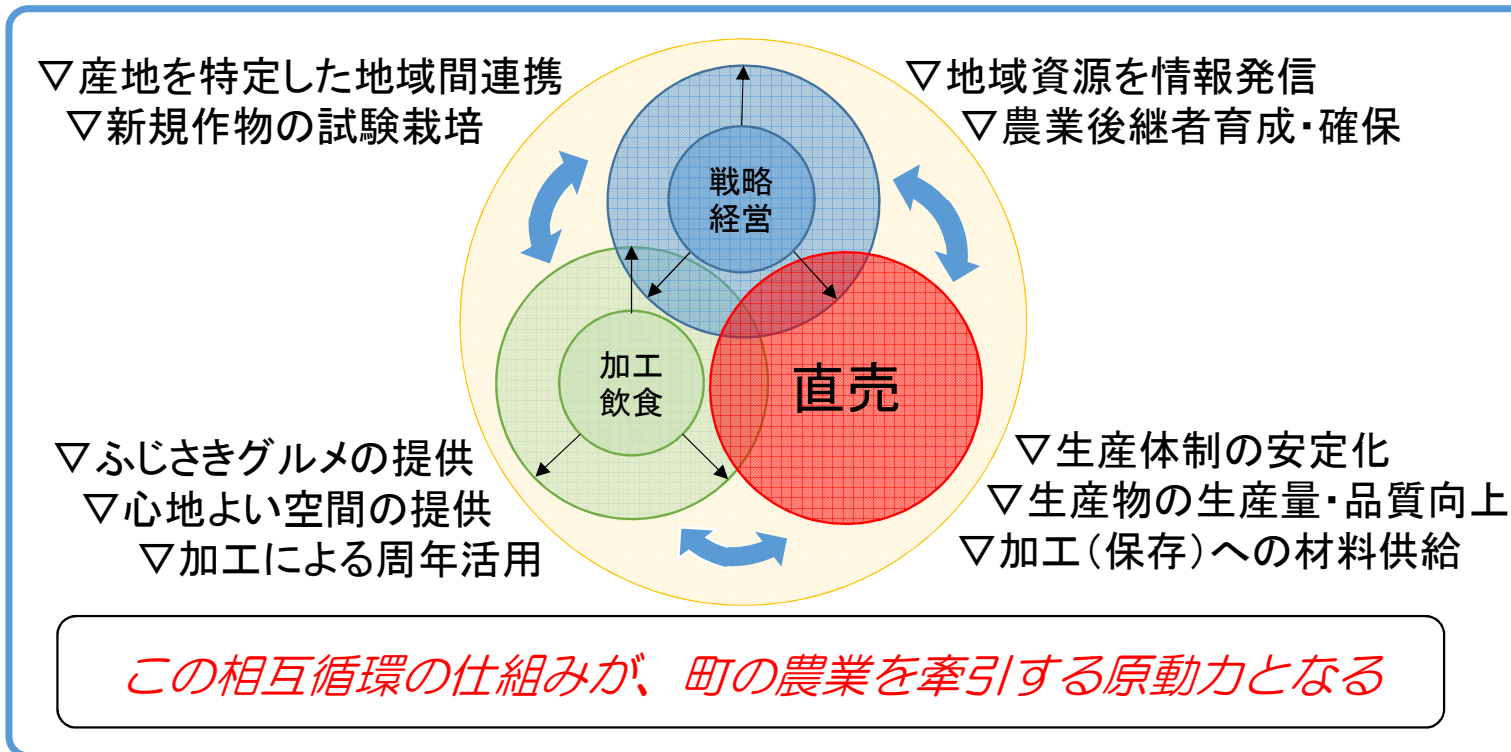 ▽産地を特定した地域間連携
▽新規作物の試験栽培
▽地域資源を情報発信
▽農業後継者育成・確保
戦略
経営
加工
飲食
直売
▽ふじさきグルメの提供
▽心地よい空間の提供
▽加工による周年活用
▽生産体制の安定化
▽生産物の生産量・品質向上
▽加工(保存)への材料供給
この相互循環の仕組みが、町の農業を牽引する原動力となる